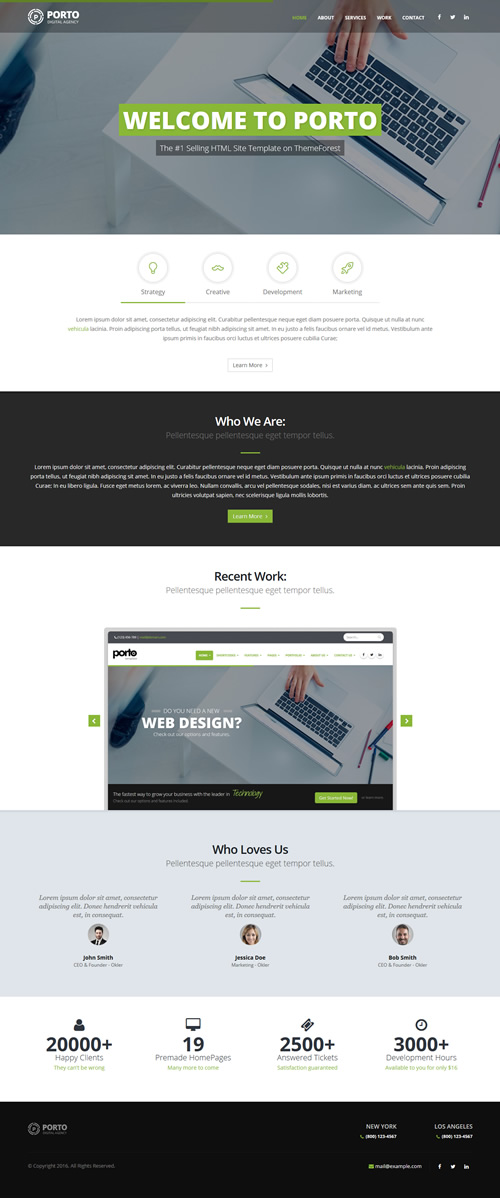 PORTO
DIGITAL AGENCY
HOME ABOUT SERVICES WORK CONTACT
WELCOME TO PORTO
The #1 Selling HTML Site Template on ThemeForest
Strategy Creative Development Marketing
Lorem ipsum dolor sit amet, consectetur adipiscing elit. Curabitur pellentesque neque eget diam posuere porta. Quisque ut nulla at nunc
vehicula lacinia. Proin adipiscing porta tellus, ut feugiat nibh adipiscing sit amet. In eu justo a felis faucibus ornare vel id metus. Vestibulum ante
ipsum primis in faucibus orci luctus et ultrices posuere cubilia Curae;
Learn More
Who We Are:
Pellentesque pellentesque eget tempor tellus.
Lorem ipsum dolor sit amet, consectetur adipiscing elit. Curabitur pellentesque neque eget diam posuere porta. Quisque ut nulla at nunc vehicula lacinia. Proin adipiscing
porta tellus, ut feugiat nibh adipiscing sit amet. In eu justo a felis faucibus ornare vel id metus. Vestibulum ante ipsum primis in faucibus orci luctus et ultrices posuere cubilia
Curae; In eu libero ligula. Fusce eget metus lorem, ac viverra leo. Nullam convallis, arcu vel pellentesque sodales, nisi est varius diam, ac ultrices sem ante quis sem. Proin
ultricies volutpat sapien, nec scelerisque ligula mollis lobortis.
Learn More
Recent Work:
Pellentesque pellentesque eget tempor tellus.
porto
HOME SHORTCODES FEATURES PAGES PORTFOLIO ABOUT US CONTACT US
DO YOU NEED A NEW
WEB DESIGN?
Check out our options and features.
The fastest way to grow your business with the leader in Technology
Check out our options and features included.
Get Started Now!
or learn more.
Who Loves Us
Pellentesque pellentesque eget tempor tellus.
Lorem ipsum dolor sit amet, consectetur
adipiscing elit. Donec hendrerit vehicula
est, in consequat.
John Smith
CEO & Founder - Okler
Lorem ipsum dolor sit amet, consectetur
adipiscing elit. Donec hendrerit vehicula
est, in consequat.
Jessica Doe
Marketing - Okler
Lorem ipsum dolor sit amet, consectetur
adipiscing elit. Donec hendrerit vehicula
est, in consequat.
Bob Smith
CEO & Founder - Okler
20000+ 19 2500+ 3000+
Happy Clients Premade HomePages Answered Tickets Development Hours
They can't be wrong Many more to come Satisfaction guaranteed Available to you for only $16.
PORTO
DIGITAL AGENCY
NEW YORK LOS ANGELES
(800) 123-4567 (800) 123-4567
© Copyright 2016. All Rights Reserved.
mail@example.com